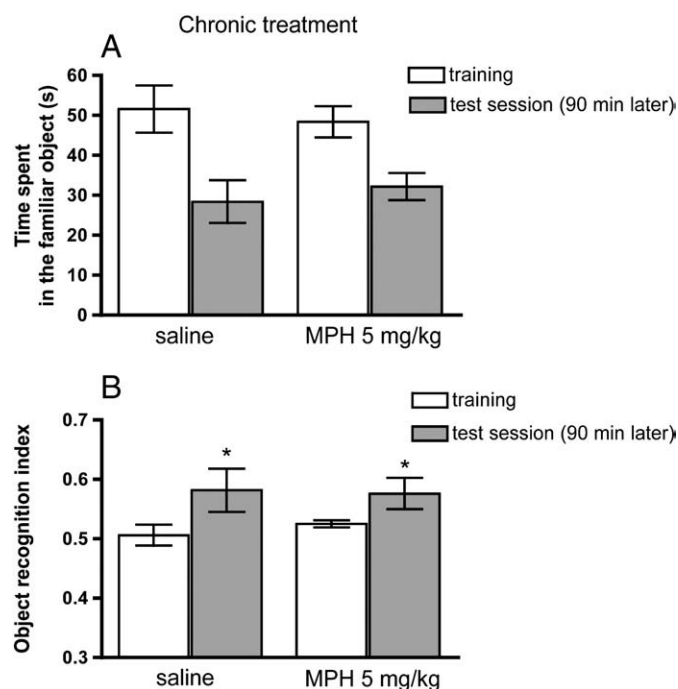 Chronic treatment
A
training
test session (90 min later)
Time spent
in the familiar object (s)
60
50
40
30
20
10
0
saline
MPH 5 mg/kg
B
training
test session (90 min later)
Object recognition index
0.7
0.6
0.5
0.4
0.3
*
*
saline
MPH 5 mg/kg